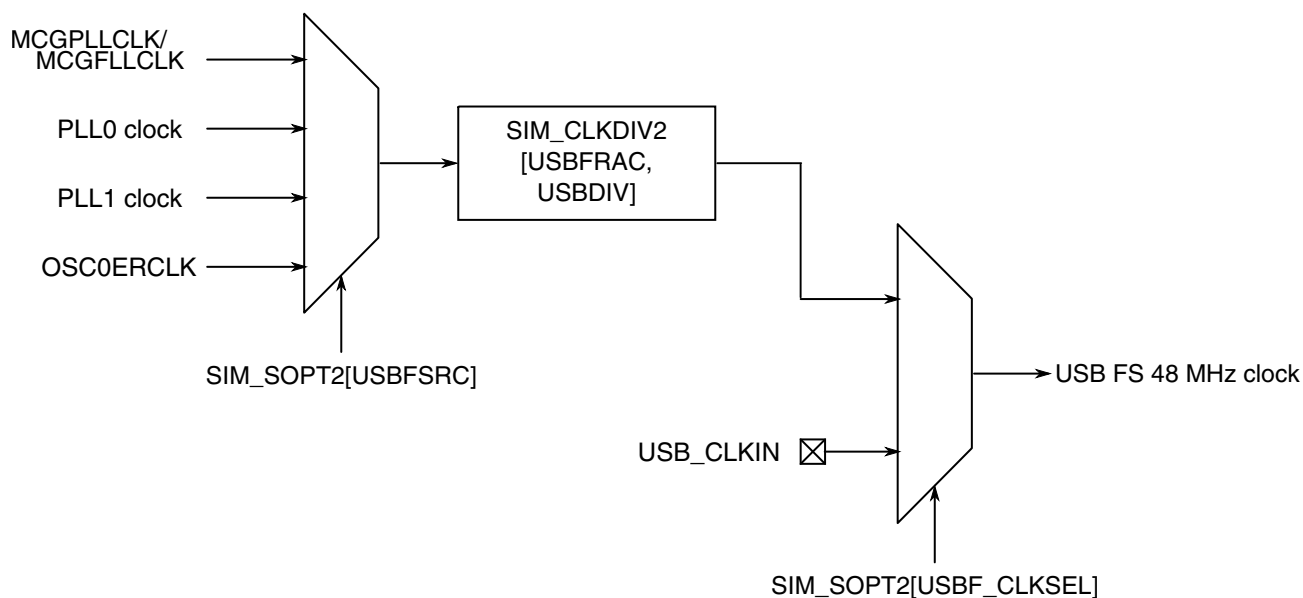 MCGPLLCLK/
MCGFLLCLK
PLL0 clock
PLL1 clock
OSC0ERCLK
SIM_SOPT2[USBFSRC]
SIM_CLKDIV2
[USBFRAC,
USBDIV]
USB_CLKIN
SIM_SOPT2[USBF_CLKSEL]
USB FS 48 MHz clock